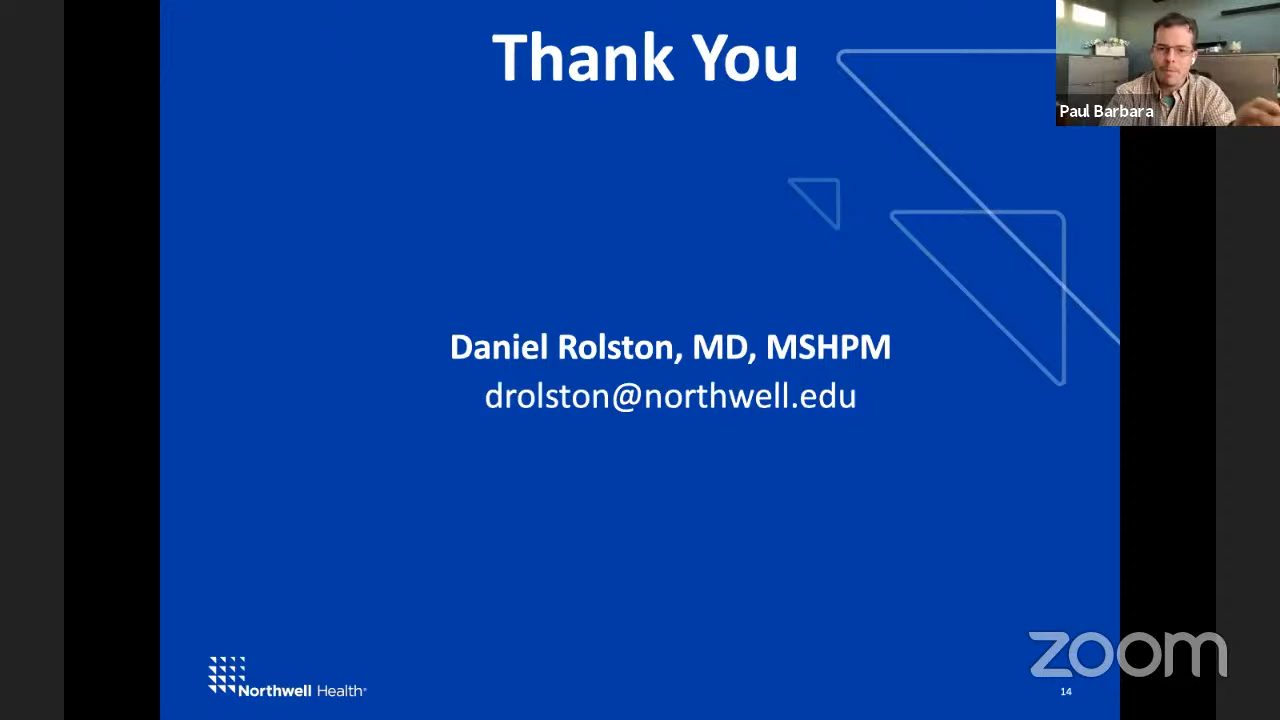 Thank You
Paul Barbara
Daniel Rolston, MD, MSHPM
drolston@northwell.edu
Northwell Health®
14
zoom